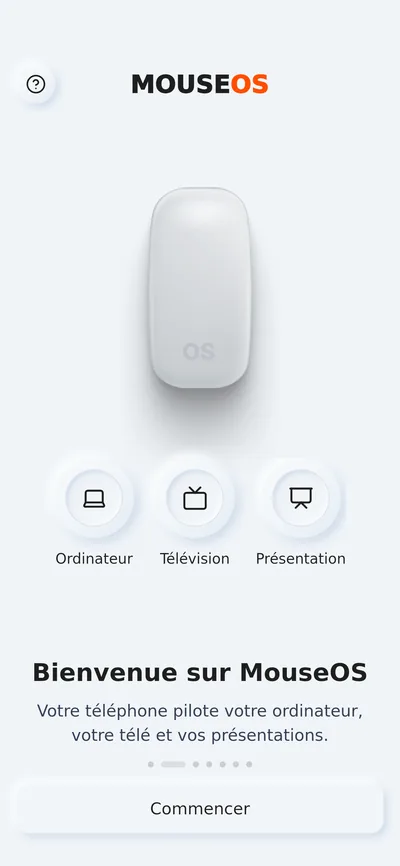 MOUSEOS
OS
Ordinateur
Télévision
Présentation
Bienvenue sur MouseOS
Votre téléphone pilote votre ordinateur,
votre télé et vos présentations.
Commencer